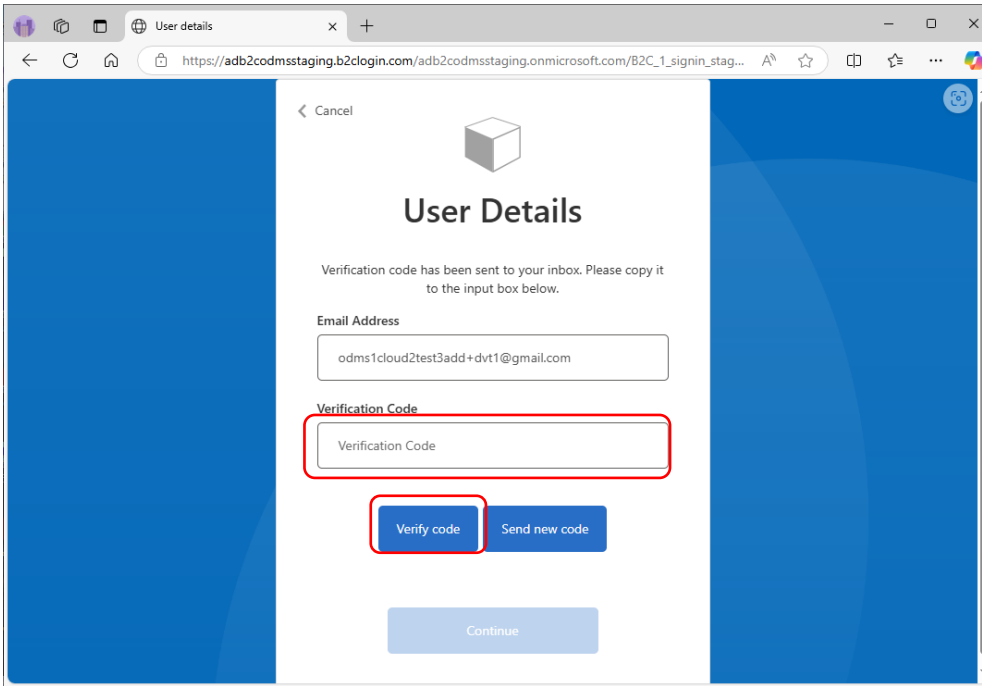 User details
https://adb2codmsstaging.b2clogin.com/adb2codmsstaging.onmicrosoft.com/B2C_1_signin_stag...
Cancel
User Details
Verification code has been sent to your inbox. Please copy it
to the input box below.
Email Address
odms1cloud2test3add+dvt1@gmail.com
Verification Code
Verification Code
Verify code
Send new code
Continue